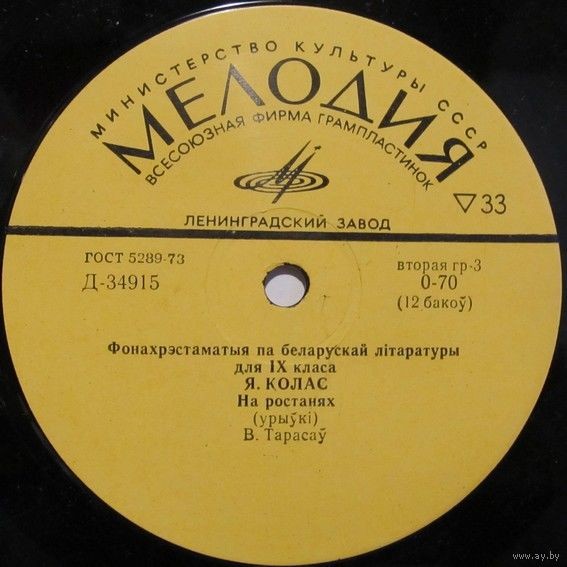 МИНИСТЕРСТВО КУЛЬТУРЫ СССР
МЕЛОДИЯ
ВСЕСОЮЗНАЯ ФИРМА ГРАМПЛАСТИНОК
▽33
ЛЕНИНГРАДСКИЙ ЗАВОД
ГОСТ 5289-73
Д-34915
вторая гр-3
0-70
(12 бакоў)
Фонахрэстаматыя па беларускай літаратуры
для IX класа
Я. КОЛАС
На ростанях
(урыўкі)
В. Тарасаў
www.ay.by